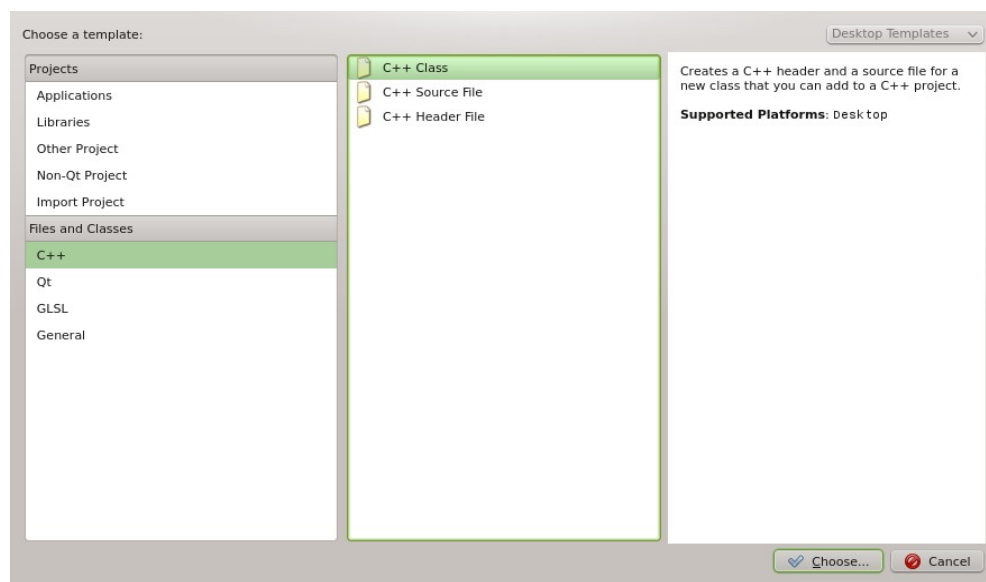 Choose a template:
Desktop Templates
Projects
Applications
Libraries
Other Project
Non-Qt Project
Import Project
Files and Classes
C++
Qt
GLSL
General
C++ Class
C++ Source File
C++ Header File
Creates a C++ header and a source file for a
new class that you can add to a C++ project.
Supported Platforms: Desktop
Choose...
Cancel